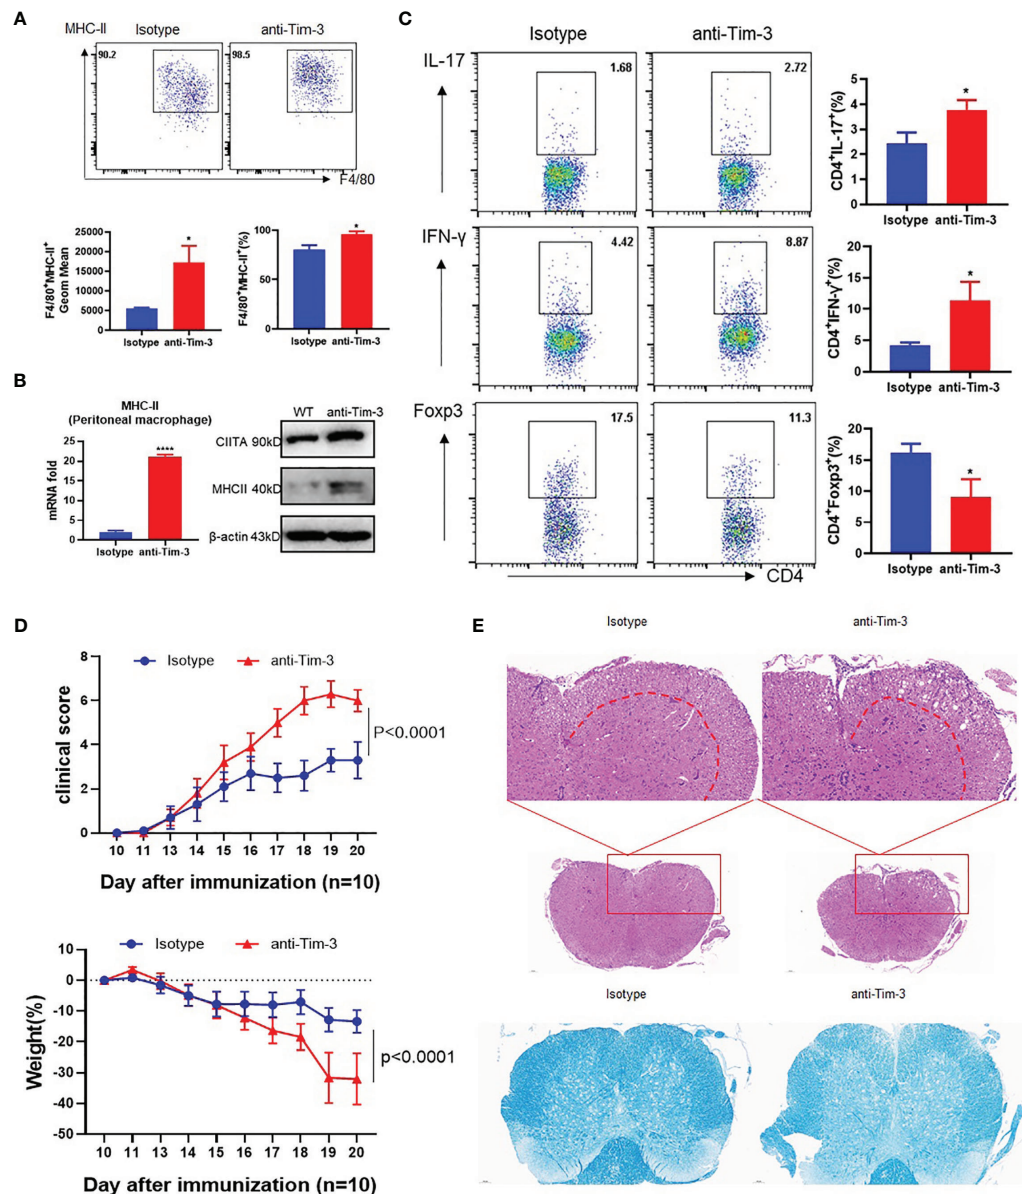 A
MHC-II
Isotype
anti-Tim-3
90.2
98.5
F4/80
F4/80⁺MHC-II⁺
Geom Mean
25000
20000
15000
10000
5000
0
*
Isotype anti-Tim-3
F4/80⁺MHC-II⁺(%)
100
50
0
*
Isotype anti-Tim-3
B
MHC-II
(Peritoneal macrophage)
mRNA fold
25
20
15
10
5
0
****
Isotype anti-Tim-3
WT anti-Tim-3
CIITA 90kD
MHCII 40kD
β-actin 43kD
C
Isotype
anti-Tim-3
IL-17
1.68
2.72
CD4⁺IL-17⁺(%)
5
4
3
2
1
0
*
Isotype anti-Tim-3
IFN-γ
4.42
8.87
CD4⁺IFN-γ⁺(%)
20
15
10
5
0
*
Isotype anti-Tim-3
Foxp3
17.5
11.3
CD4
CD4⁺Foxp3⁺(%)
20
15
10
5
0
*
Isotype anti-Tim-3
D
Isotype anti-Tim-3
clinical score
8
6
4
2
0
P<0.0001
10 11 13 14 15 16 17 18 19 20
Day after immunization (n=10)
Isotype anti-Tim-3
Weight(%)
10
0
-10
-20
-30
-40
-50
p<0.0001
10 11 13 14 15 16 17 18 19 20
Day after immunization (n=10)
E
Isotype
anti-Tim-3
Isotype
anti-Tim-3